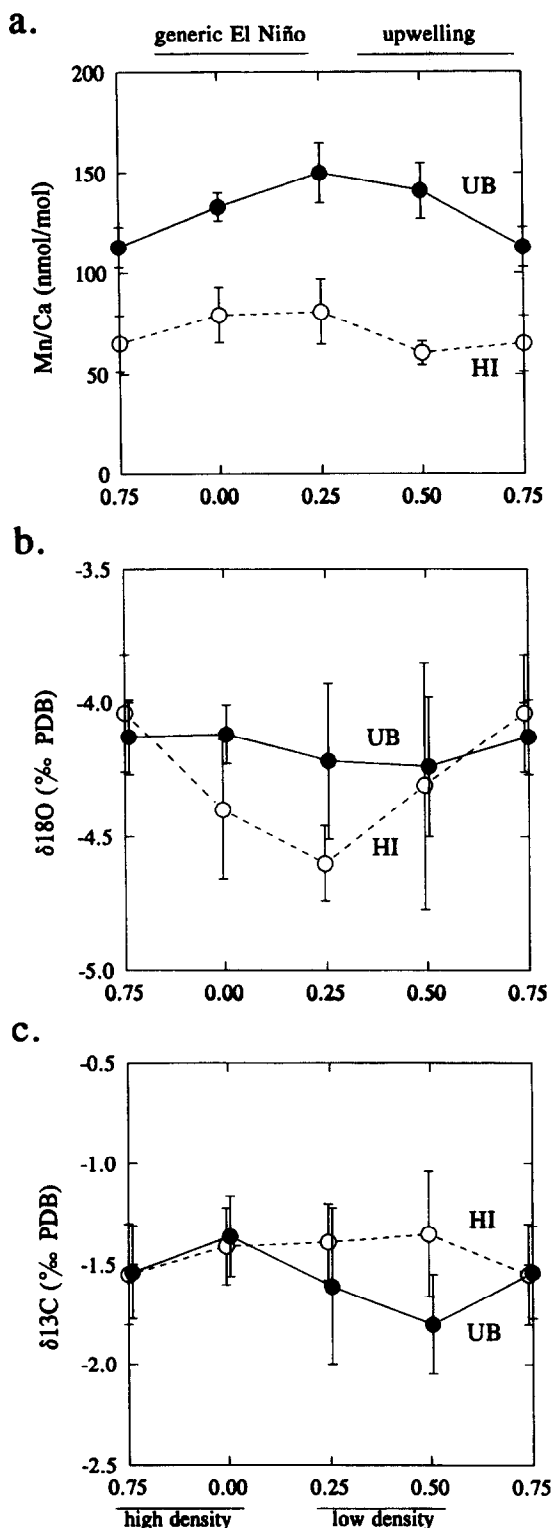 a.
generic El Niño upwelling
200
150
100
50
0
Mn/Ca (nmol/mol)
UB
HI
0.75 0.00 0.25 0.50 0.75
b.
-3.5
-4.0
-4.5
-5.0
δ18O (‰ PDB)
UB
HI
0.75 0.00 0.25 0.50 0.75
c.
-0.5
-1.0
-1.5
-2.0
-2.5
δ13C (‰ PDB)
HI
UB
0.75 0.00 0.25 0.50 0.75
high density low density